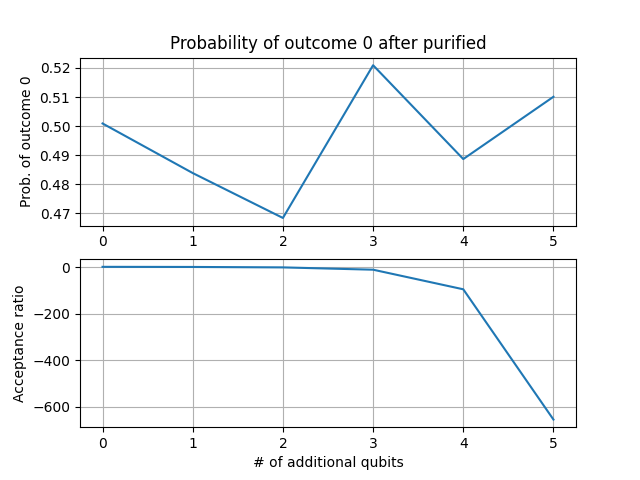 Probability of outcome 0 after purified
Prob. of outcome 0
0.52
0.51
0.50
0.49
0.48
0.47
0 1 2 3 4 5
Acceptance ratio
0
−200
−400
−600
0 1 2 3 4 5
# of additional qubits